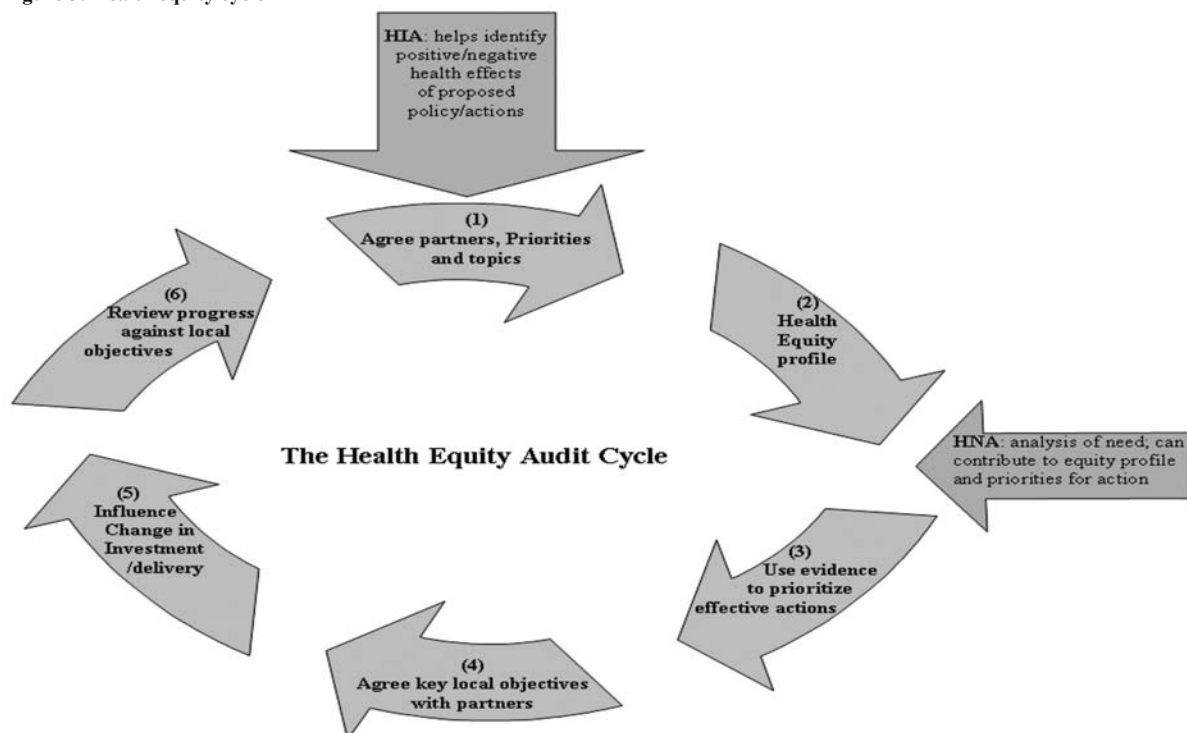 HIA: helps identify
positive/negative
health effects
of proposed
policy/actions
(1)
Agree partners, Priorities
and topics
(2)
Health
Equity
profile
HNA: analysis of need; can
contribute to equity profile
and priorities for action
(3)
Use evidence
to prioritize
effective actions
(4)
Agree key local objectives
with partners
(5)
Influence
Change in
Investment
/delivery
(6)
Review progress
against local
objectives
The Health Equity Audit Cycle